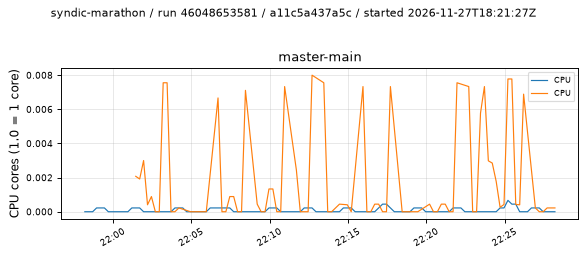 syndic-marathon / run 46048653581 / a11c5a437a5c / started 2026-11-27T18:21:27Z
master-main
CPU cores (1.0 = 1 core)
0.008
0.006
0.004
0.002
0.000
CPU
CPU
22:00
22:05
22:10
22:15
22:20
22:25